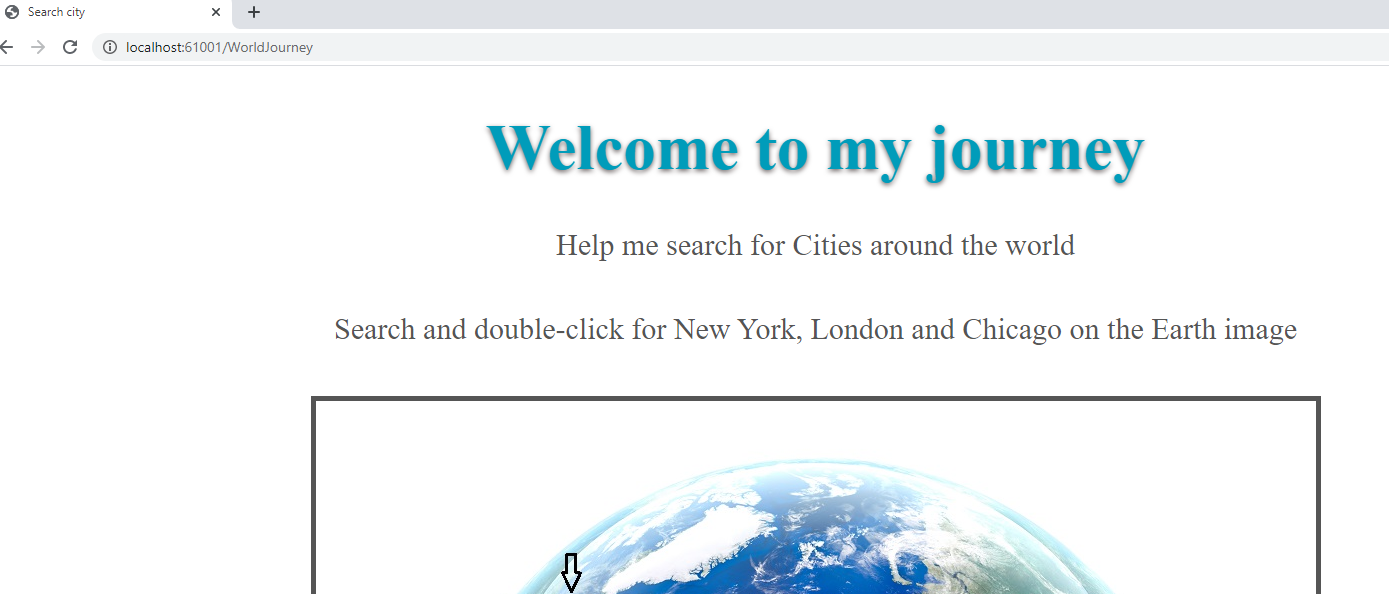 Search city
localhost:61001/WorldJourney
Welcome to my journey
Help me search for Cities around the world
Search and double-click for New York, London and Chicago on the Earth image